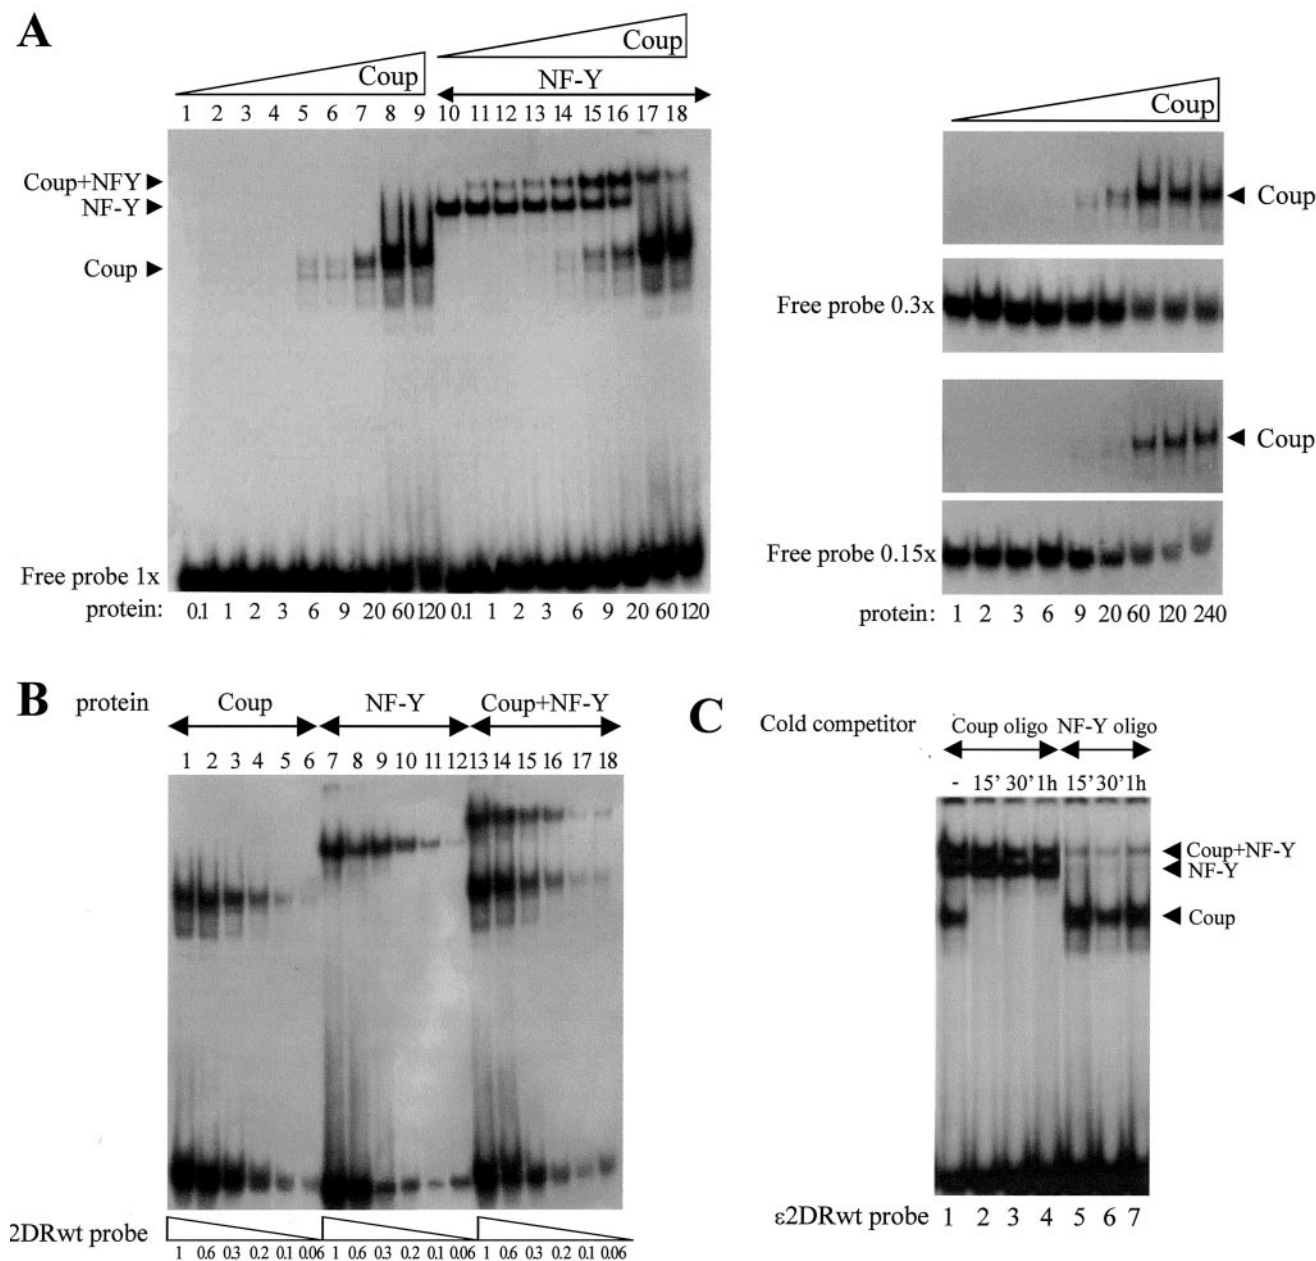 A
Coup
Coup
NF-Y
1 2 3 4 5 6 7 8 9 10 11 12 13 14 15 16 17 18
Coup+NFY
NF-Y
Coup
Free probe 1x
protein: 0.1 1 2 3 6 9 20 60 120 0.1 1 2 3 6 9 20 60 120
Coup
Coup
Free probe 0.3x
Coup
Free probe 0.15x
protein: 1 2 3 6 9 20 60 120 240
B
protein Coup NF-Y Coup+NF-Y
1 2 3 4 5 6 7 8 9 10 11 12 13 14 15 16 17 18
2DRwt probe
1 0.6 0.3 0.2 0.1 0.06 1 0.6 0.3 0.2 0.1 0.06 1 0.6 0.3 0.2 0.1 0.06
C
Cold competitor Coup oligo NF-Y oligo
- 15' 30' 1h 15' 30' 1h
Coup+NF-Y
NF-Y
Coup
ε2DRwt probe 1 2 3 4 5 6 7